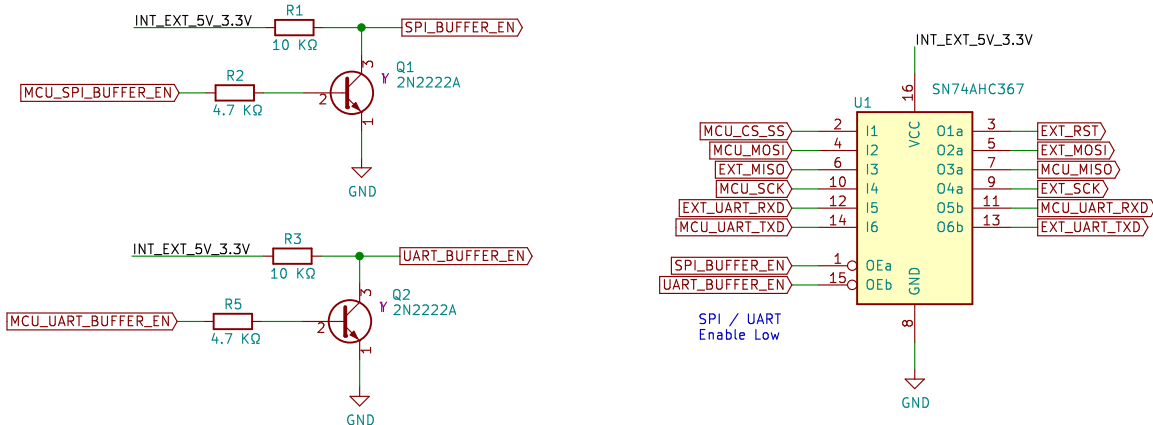 INT_EXT_5V_3.3V
R1
10 KΩ
SPI_BUFFER_EN
MCU_SPI_BUFFER_EN
R2
4.7 KΩ
3
2
1
Q1
2N2222A
GND
INT_EXT_5V_3.3V
R3
10 KΩ
UART_BUFFER_EN
MCU_UART_BUFFER_EN
R5
4.7 KΩ
3
2
1
Q2
2N2222A
GND
INT_EXT_5V_3.3V
16
SN74AHC367
U1
VCC
MCU_CS_SS 2 I1 O1a 3 EXT_RST
MCU_MOSI 4 I2 O2a 5 EXT_MOSI
EXT_MISO 6 I3 O3a 7 MCU_MISO
MCU_SCK 10 I4 O4a 9 EXT_SCK
EXT_UART_RXD 12 I5 O5b 11 MCU_UART_RXD
MCU_UART_TXD 14 I6 O6b 13 EXT_UART_TXD
SPI_BUFFER_EN 1 OEa
UART_BUFFER_EN 15 OEb
GND
8
SPI / UART
Enable Low
GND